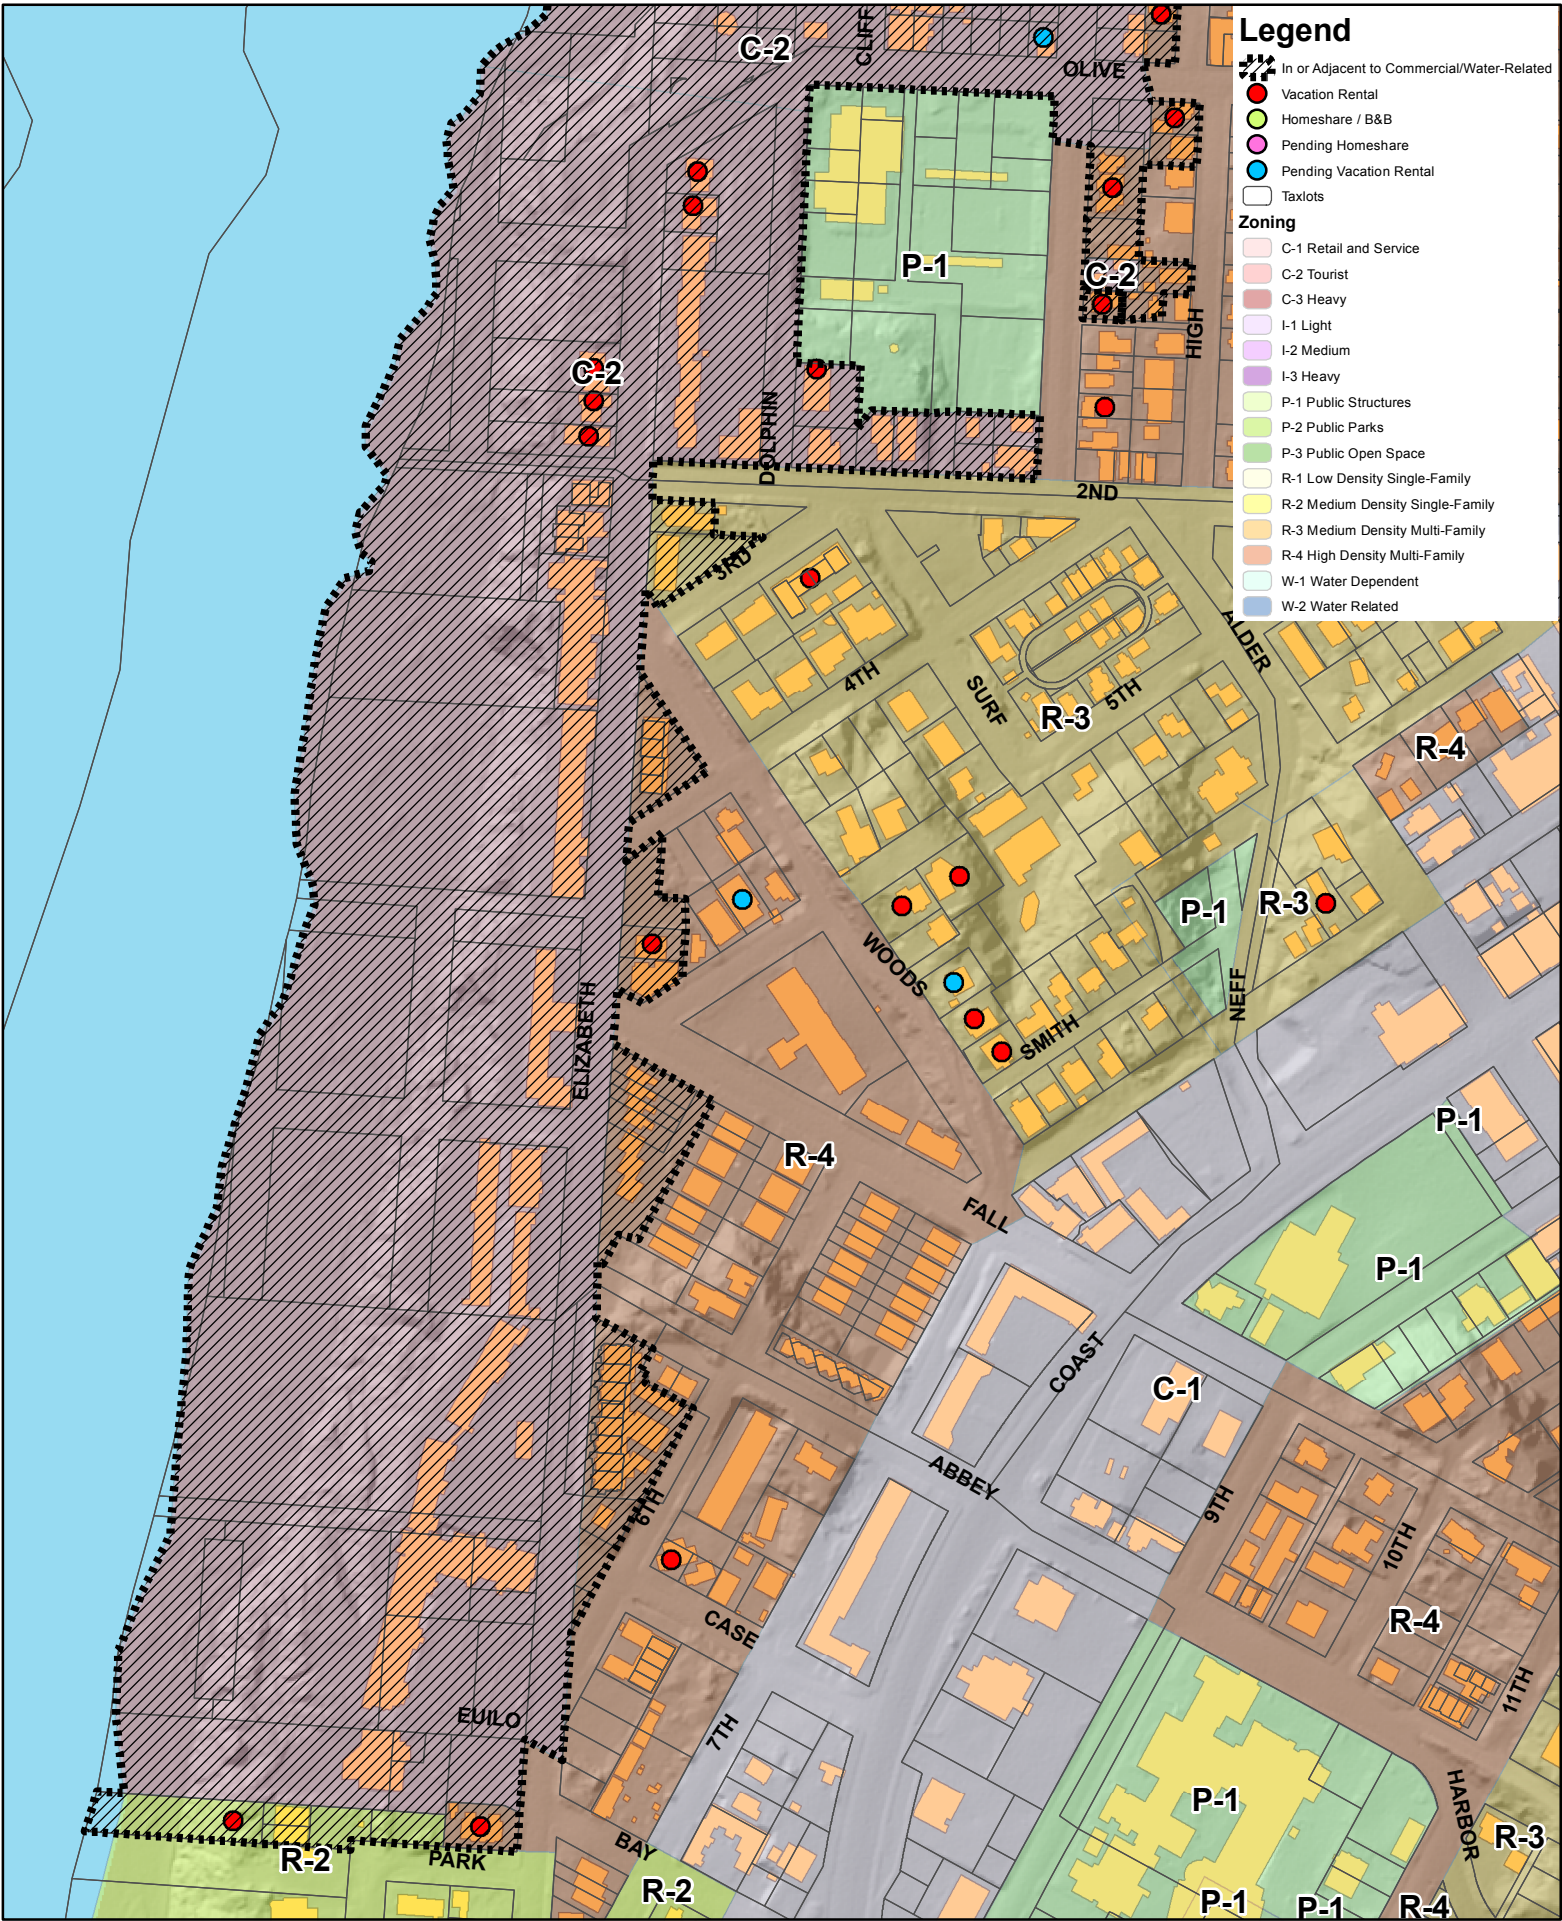 Legend
In or Adjacent to Commercial/Water-Related
Vacation Rental
Homeshare / B&B
Pending Homeshare
Pending Vacation Rental
Taxlots
Zoning
C-1 Retail and Service
C-2 Tourist
C-3 Heavy
I-1 Light
I-2 Medium
I-3 Heavy
P-1 Public Structures
P-2 Public Parks
P-3 Public Open Space
R-1 Low Density Single-Family
R-2 Medium Density Single-Family
R-3 Medium Density Multi-Family
R-4 High Density Multi-Family
W-1 Water Dependent
W-2 Water Related
C-2
CLIFF
OLIVE
P-1
C-2
HIGH
C-2
DOLPHIN
2ND
3RD
4TH
SURF
5TH
ALDER
R-3
R-4
P-1
R-3
WOODS
NEFF
SMITH
ELIZABETH
P-1
R-4
FALL
P-1
COAST
C-1
ABBEY
6TH
9TH
10TH
CASE
R-4
11TH
EUILO
7TH
P-1
HARBOR
R-3
BAY
R-2
PARK
R-2
P-1
P-1
R-4